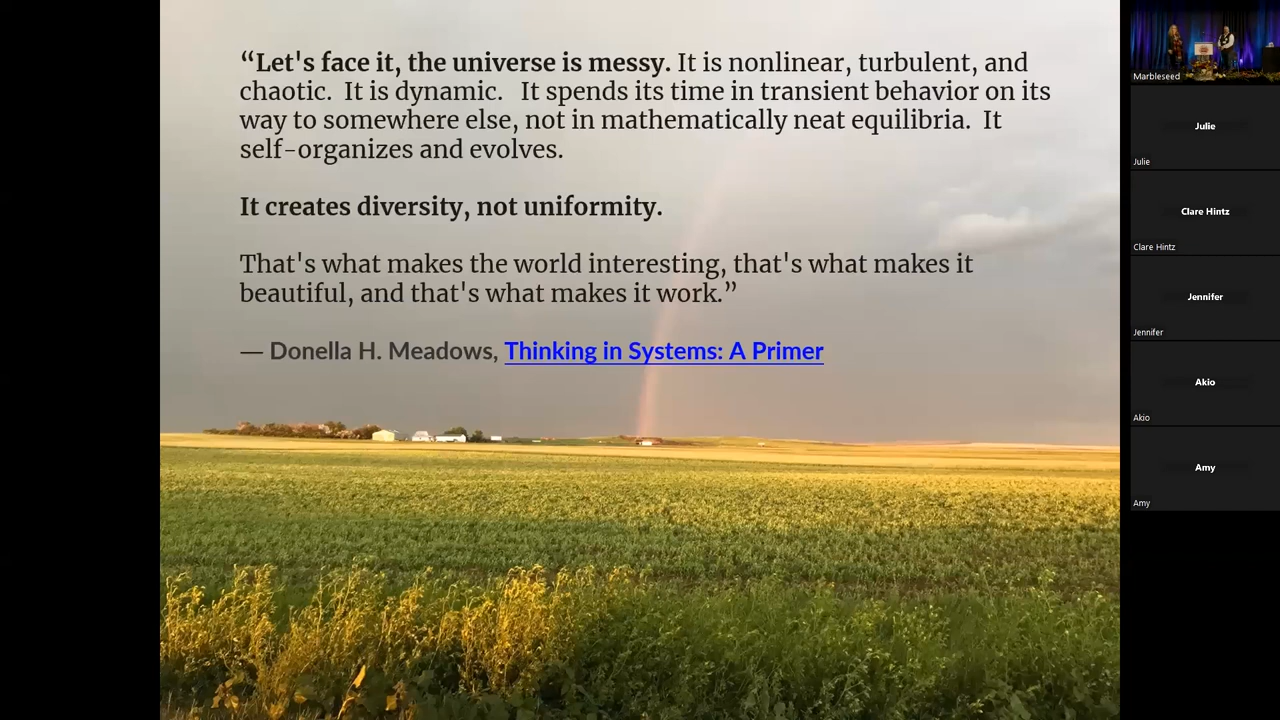 “Let's face it, the universe is messy. It is nonlinear, turbulent, and
chaotic.  It is dynamic.   It spends its time in transient behavior on its
way to somewhere else, not in mathematically neat equilibria.  It
self-organizes and evolves.
It creates diversity, not uniformity.
That's what makes the world interesting, that's what makes it
beautiful, and that's what makes it work.”
— Donella H. Meadows, Thinking in Systems: A Primer
Marbleseed
Julie
Julie
Clare Hintz
Clare Hintz
Jennifer
Jennifer
Akio
Akio
Amy
Amy